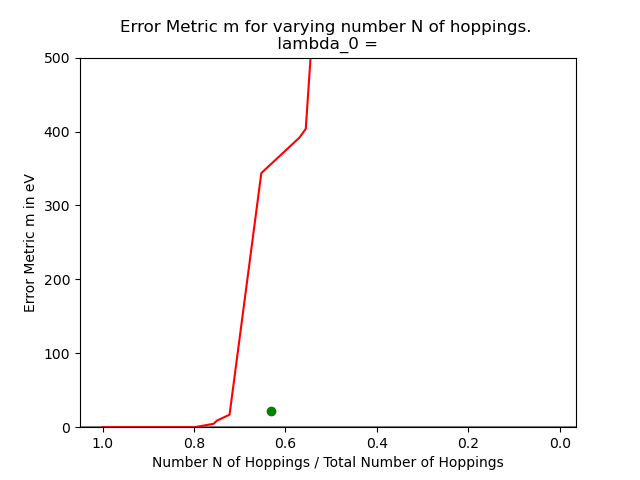 Error Metric m for varying number N of hoppings.
lambda_0 =
500
400
300
200
100
0
Error Metric m in eV
1.0 0.8 0.6 0.4 0.2 0.0
Number N of Hoppings / Total Number of Hoppings